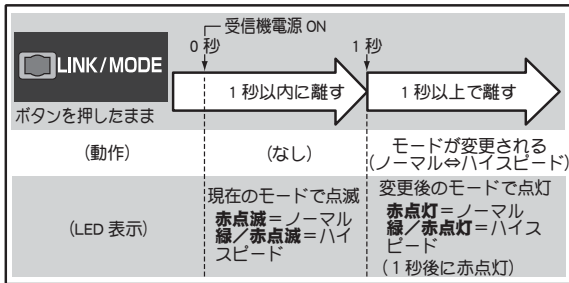 受信機電源 ON
0 秒
1 秒
LINK/MODE
ボタンを押したまま
1 秒以内に離す
1 秒以上で離す
(動作)
(なし)
モードが変更される
(ノーマル⇔ハイスピード)
(LED 表示)
現在のモードで点滅
赤点滅=ノーマル
緑/赤点滅=ハイ
スピード
変更後のモードで点灯
赤点灯=ノーマル
緑/赤点灯=ハイス
ピード
(1 秒後に赤点灯)